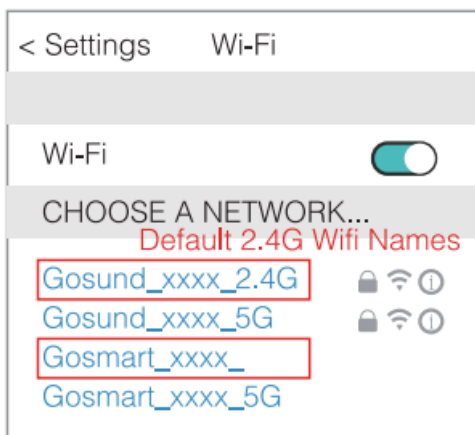 < Settings Wi-Fi
Wi-Fi
CHOOSE A NETWORK...
Default 2.4G Wifi Names
Gosund_xxxx_2.4G
Gosund_xxxx_5G
Gosmart_xxxx_
Gosmart_xxxx_5G